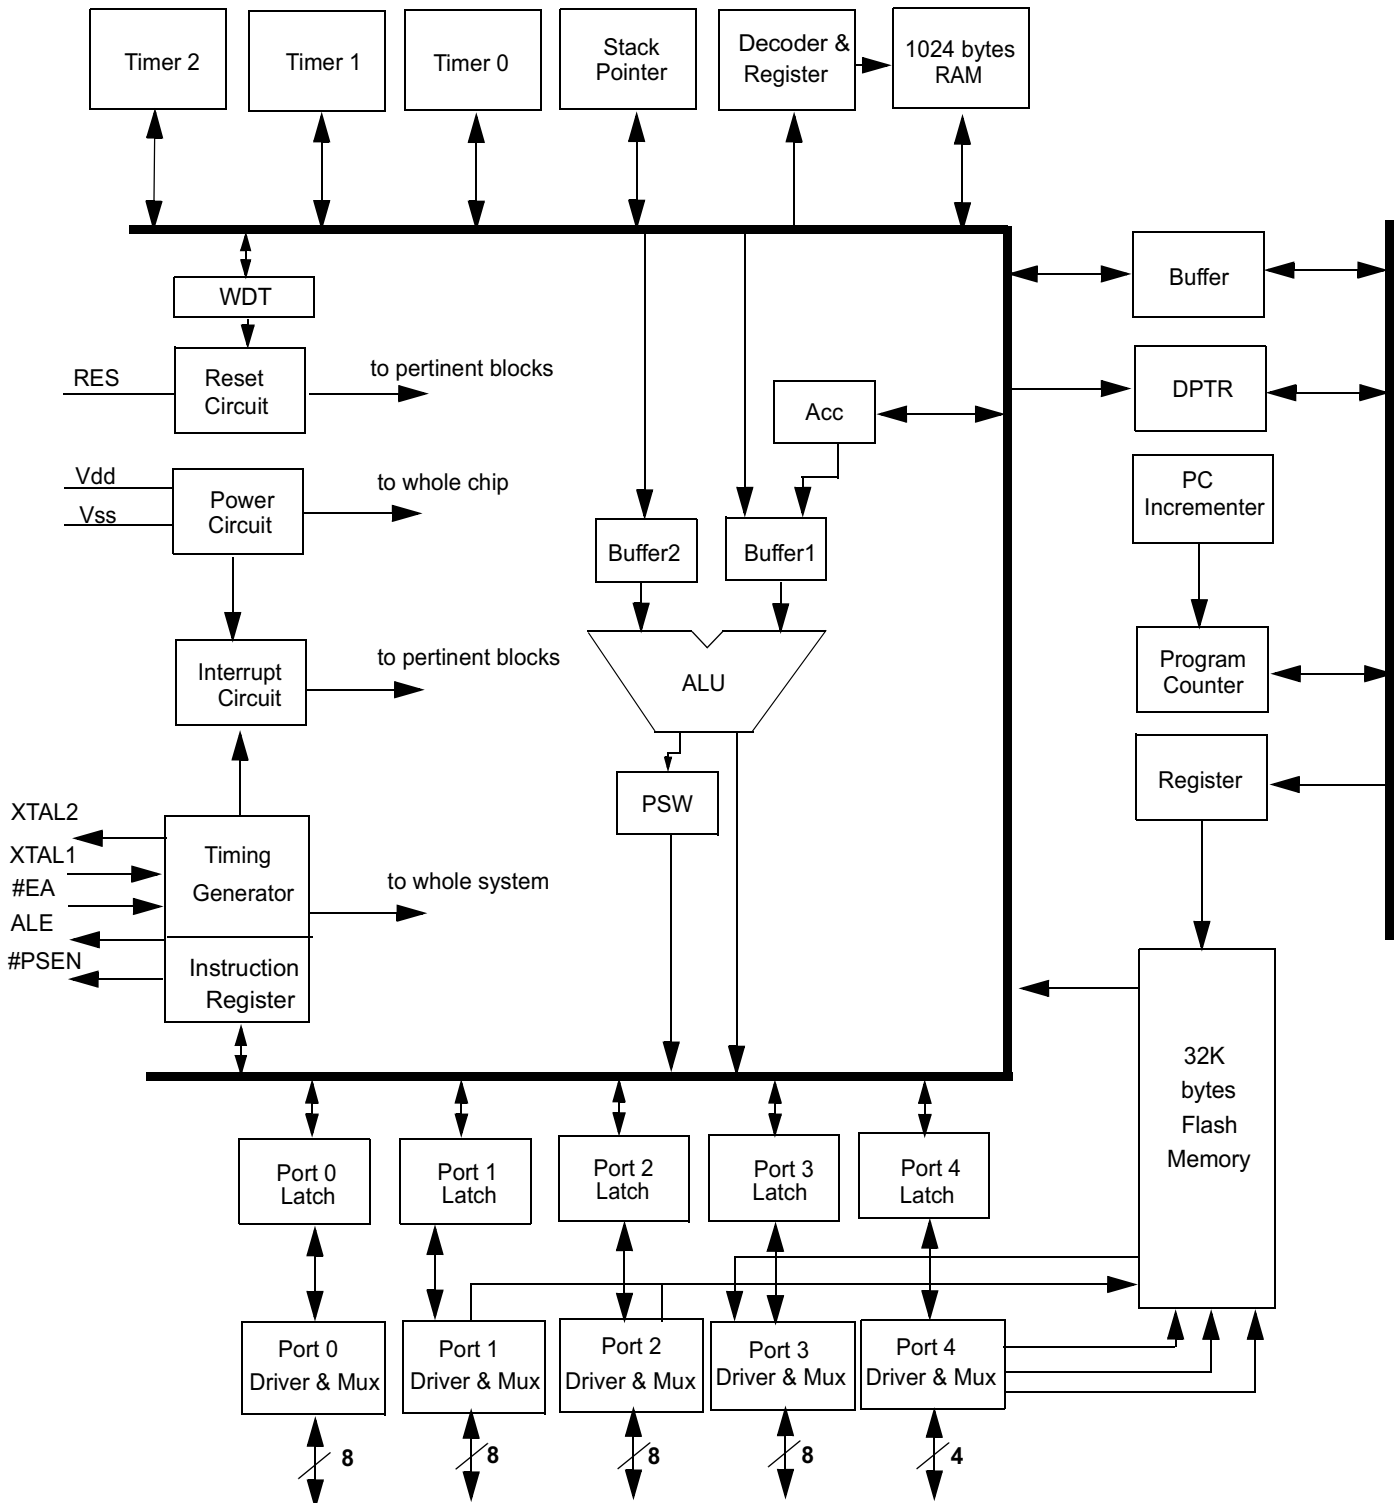 Timer 2
Timer 1
Timer 0
Stack
Pointer
Decoder &
Register
1024 bytes
RAM
WDT
Buffer
RES
Reset
Circuit
to pertinent blocks
DPTR
Acc
Vdd
Vss
Power
Circuit
to whole chip
PC
Incrementer
Buffer2
Buffer1
Interrupt
Circuit
to pertinent blocks
ALU
Program
Counter
PSW
Register
XTAL2
XTAL1
#EA
ALE
#PSEN
Timing
Generator
to whole system
Instruction
Register
32K
bytes
Flash
Memory
Port 0
Latch
Port 1
Latch
Port 2
Latch
Port 3
Latch
Port 4
Latch
Port 0
Driver & Mux
Port 1
Driver & Mux
Port 2
Driver & Mux
Port 3
Driver & Mux
Port 4
Driver & Mux
8
8
8
8
4